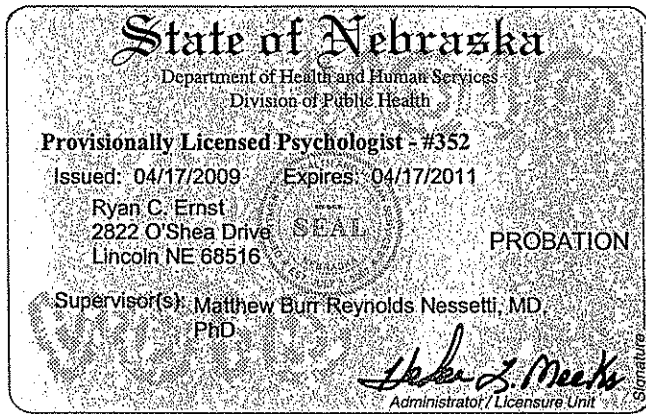 State of Nebraska
Department of Health and Human Services
Division of Public Health
Provisionally Licensed Psychologist - #352
Issued: 04/17/2009 Expires: 04/17/2011
Ryan C. Ernst
2822 O'Shea Drive
Lincoln NE 68516
SEAL
PROBATION
Supervisor(s): Matthew Burr Reynolds Nessetti, MD,
PhD
Administrator / Licensure Unit
Signature